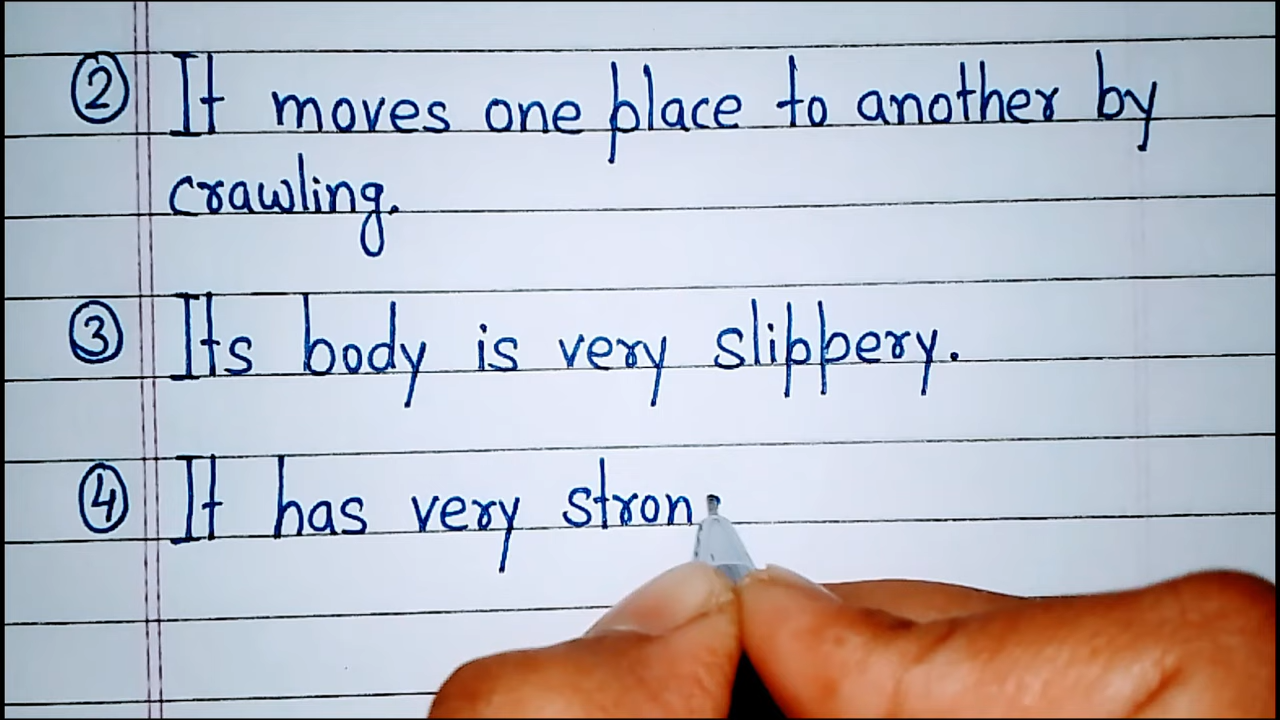 ② It moves one place to another by
crawling.
③ Its body is very slippery.
④ It has very stron